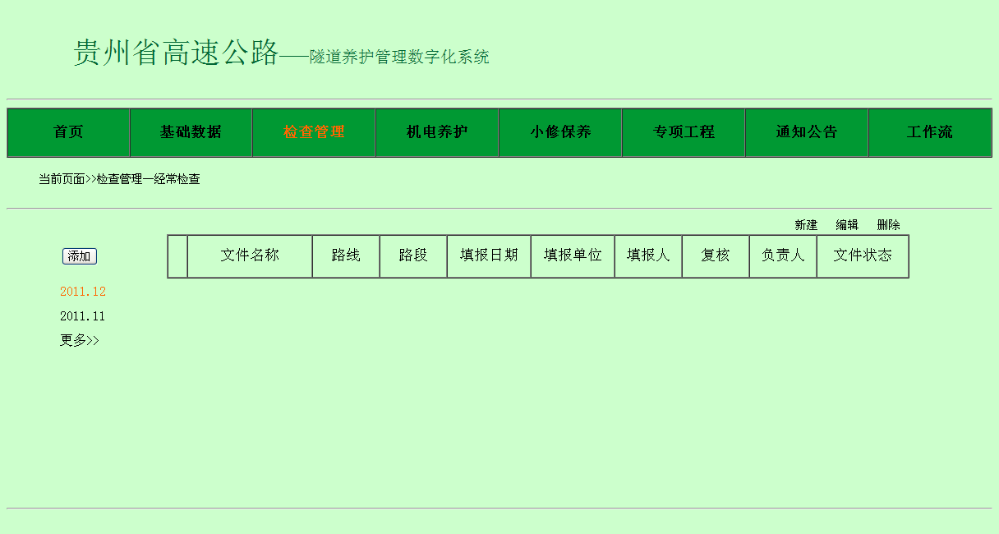 贵州省高速公路——隧道养护管理数字化系统
首页 基础数据 检查管理 机电养护 小修保养 专项工程 通知公告 工作流
当前页面>>检查管理—经常检查
新建 编辑 删除
添加
文件名称 路线 路段 填报日期 填报单位 填报人 复核 负责人 文件状态
2011.12
2011.11
更多>>